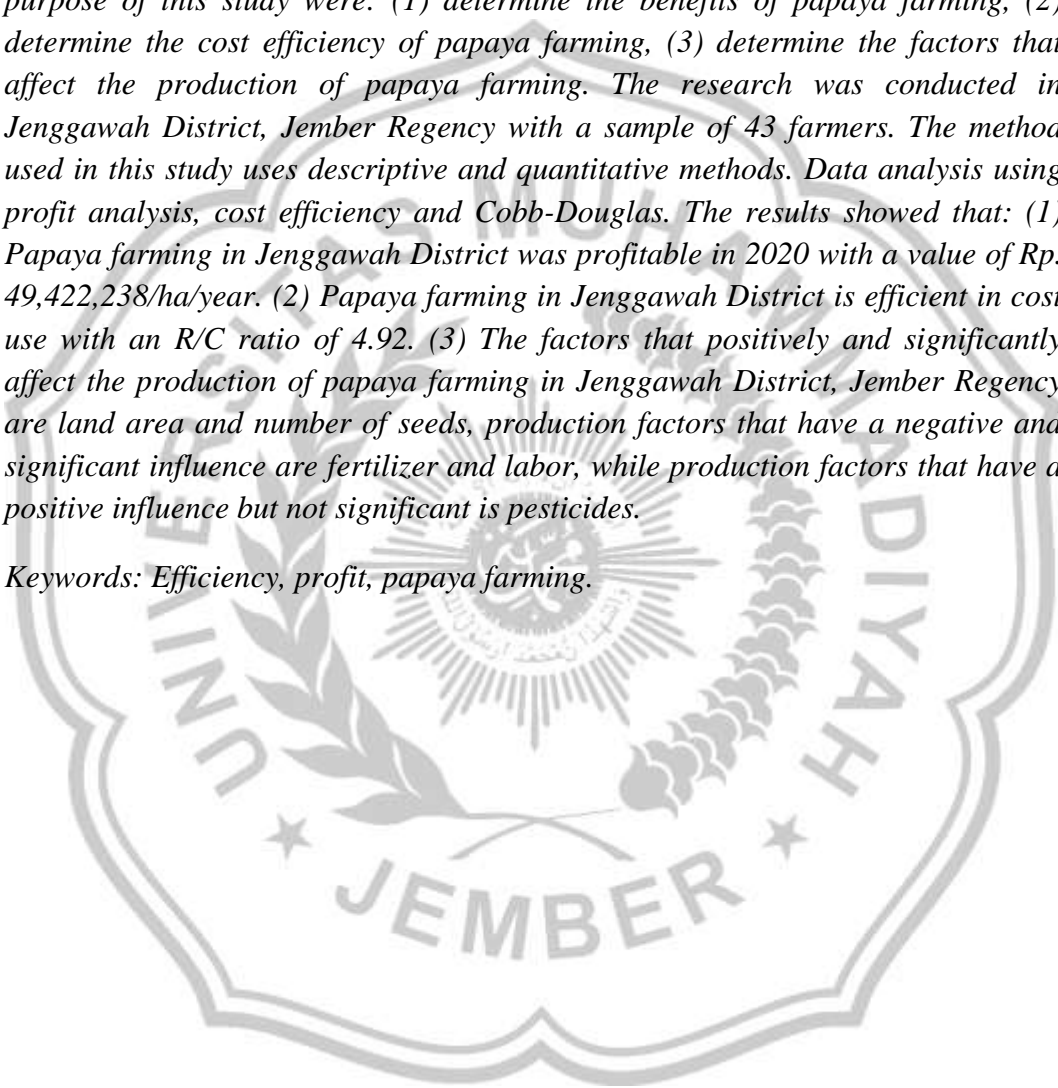 purpose of this study were: (1) determine the benefits of papaya farming, (2)
determine the cost efficiency of papaya farming, (3) determine the factors that
affect the production of papaya farming. The research was conducted in
Jenggawah District, Jember Regency with a sample of 43 farmers. The method
used in this study uses descriptive and quantitative methods. Data analysis using
profit analysis, cost efficiency and Cobb-Douglas. The results showed that: (1)
Papaya farming in Jenggawah District was profitable in 2020 with a value of Rp.
49,422,238/ha/year. (2) Papaya farming in Jenggawah District is efficient in cost
use with an R/C ratio of 4.92. (3) The factors that positively and significantly
affect the production of papaya farming in Jenggawah District, Jember Regency
are land area and number of seeds, production factors that have a negative and
significant influence are fertilizer and labor, while production factors that have a
positive influence but not significant is pesticides.
Keywords: Efficiency, profit, papaya farming.
UNIVERSITAS MUHAMMADIYAH
JEMBER